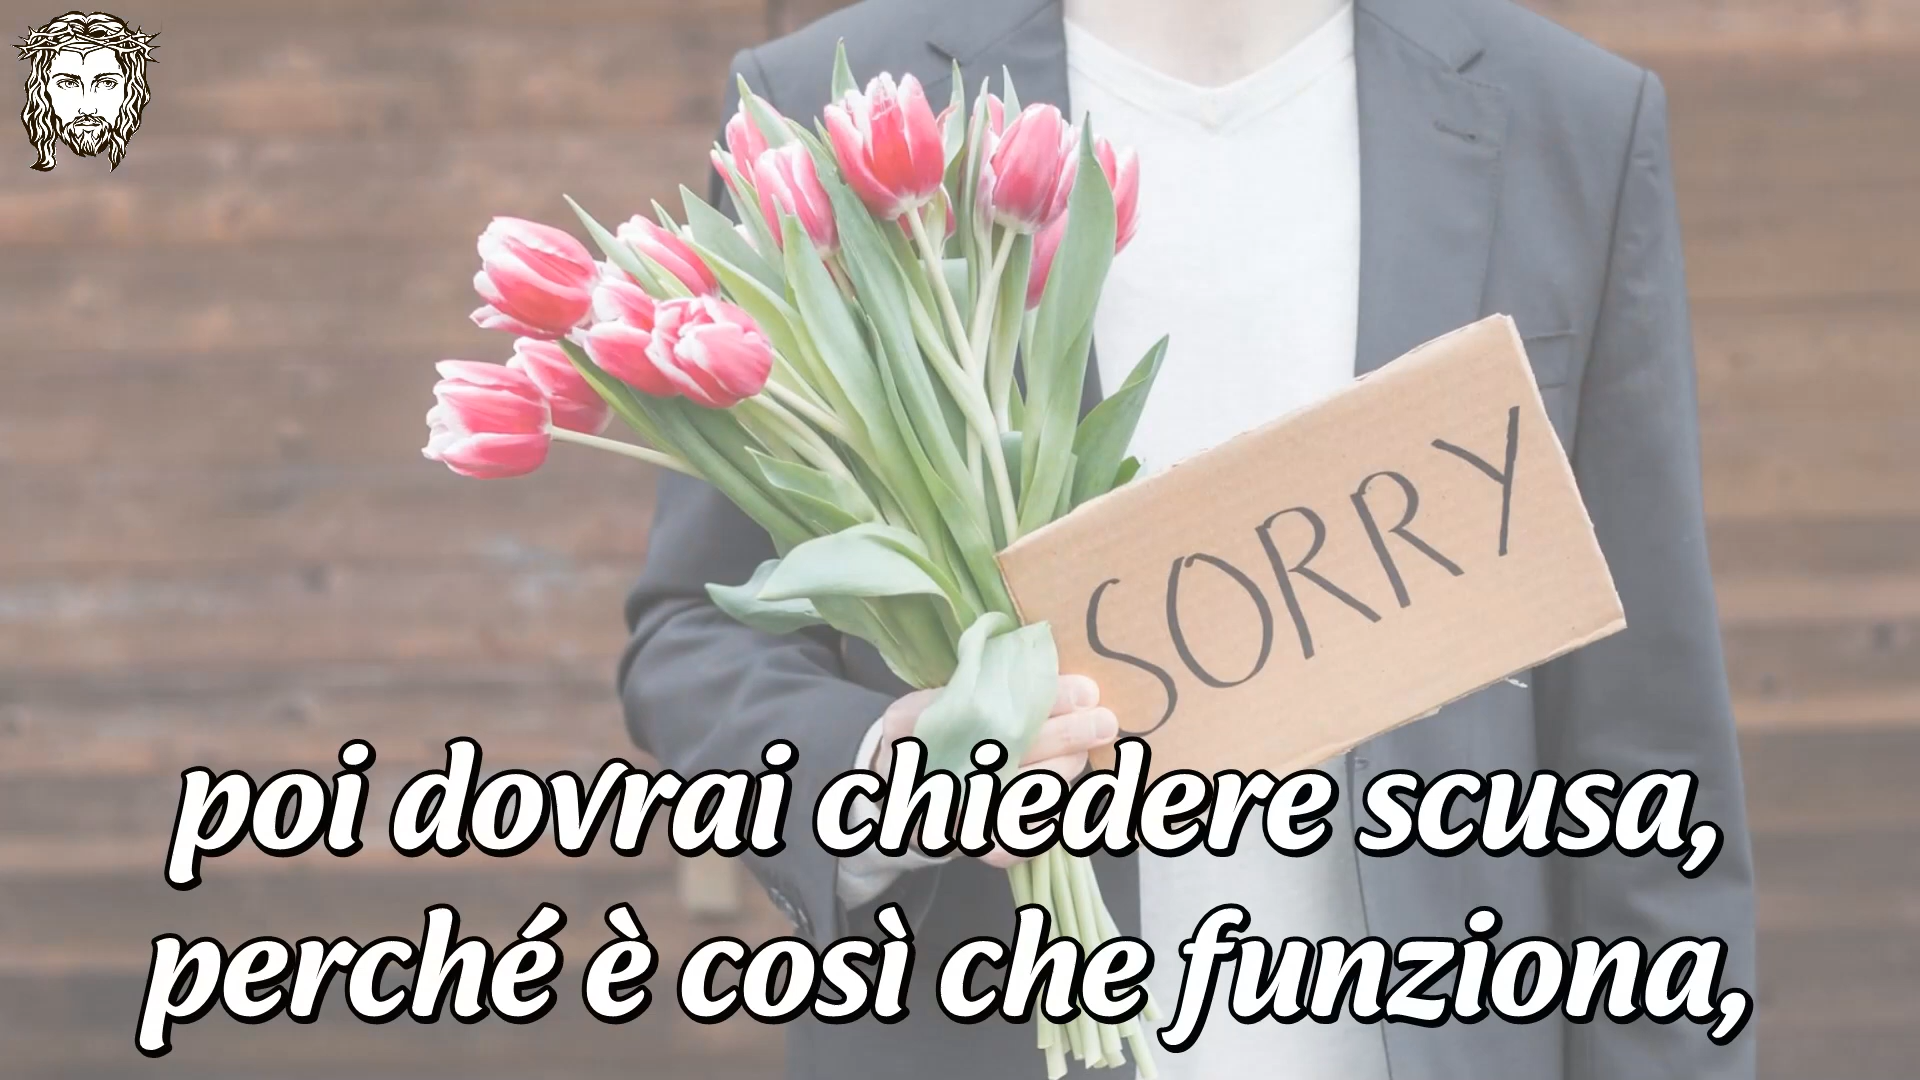 SORRY
poi dovrai chiedere scusa,
perché è così che funziona,